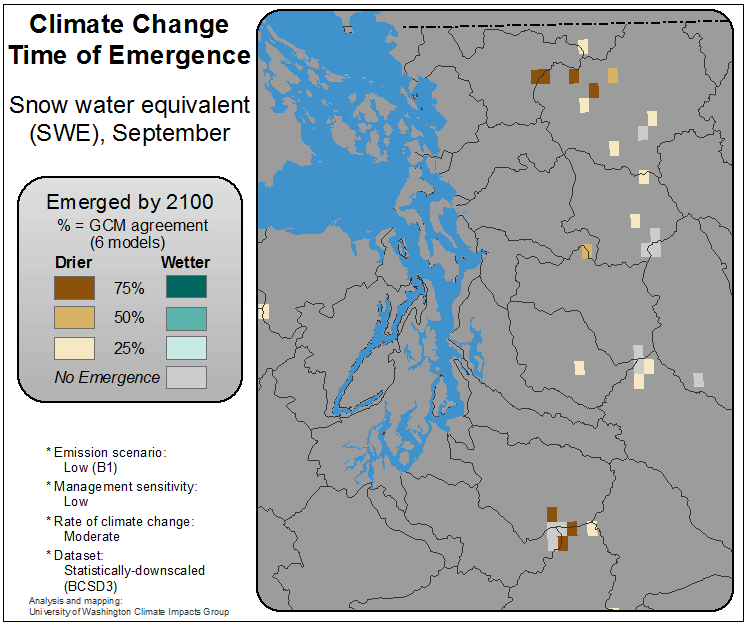 Climate Change
Time of Emergence
Snow water equivalent
(SWE), September
Emerged by 2100
% = GCM agreement
(6 models)
Drier Wetter
75%
50%
25%
No Emergence
* Emission scenario:
Low (B1)
* Management sensitivity:
Low
* Rate of climate change:
Moderate
* Dataset:
Statistically-downscaled
(BCSD3)
Analysis and mapping:
University of Washington Climate Impacts Group